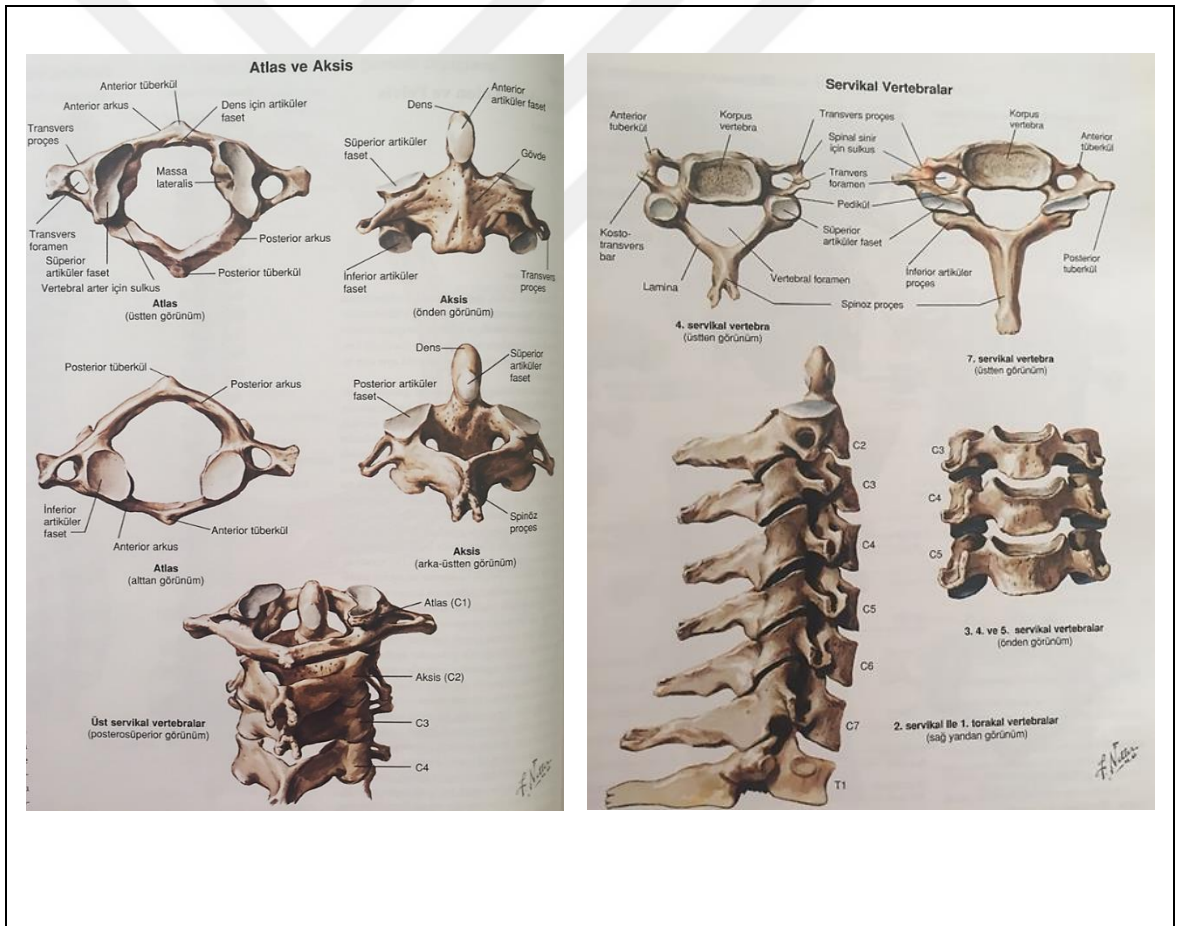 Atlas ve Aksis
Anterior tüberkül
Anterior arkus
Dens için artiküler
faset
Transvers
proçes
Massa
lateralis
Transvers
foramen
Süperior
artiküler faset
Vertebral arter için sulkus
Posterior arkus
Posterior tüberkül
Atlas
(üstten görünüm)
Dens
Anterior
artiküler faset
Süperior artiküler
faset
Gövde
İnferior artiküler
faset
Transvers
proçes
Aksis
(önden görünüm)
Posterior tüberkül
Posterior arkus
İnferior
artiküler
faset
Anterior arkus
Anterior tüberkül
Atlas
(alttan görünüm)
Dens
Süperior
artiküler
faset
Posterior artiküler
faset
Spinöz
proçes
Aksis
(arka-üstten görünüm)
Atlas (C1)
Aksis (C2)
C3
C4
Üst servikal vertebralar
(posterosüperior görünüm)
Servikal Vertebralar
Anterior
tuberkül
Korpus
vertebra
Transvers proçes
Spinal sinir
için sulkus
Tranvers
foramen
Pedikül
Süperior
artiküler faset
Kosto-
transvers
bar
Lamina
Vertebral foramen
Spinoz proçes
4. servikal vertebra
(üstten görünüm)
Korpus
vertebra
Anterior
tüberkül
İnferior artiküler
proçes
Posterior
tuberkül
7. servikal vertebra
(üstten görünüm)
C2
C3
C4
C5
C6
C7
T1
C3
C4
C5
3. 4. ve 5. servikal vertebralar
(önden görünüm)
2. servikal ile 1. torakal vertebralar
(sağ yandan görünüm)